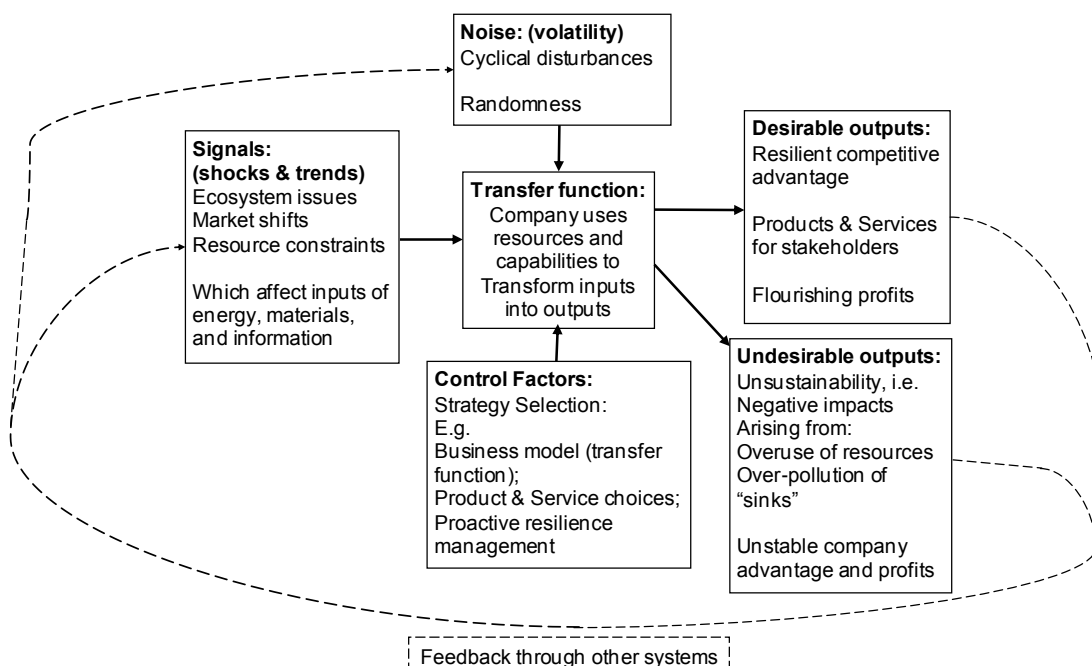 Noise: (volatility)
Cyclical disturbances
Randomness
Signals:
(shocks & trends)
Ecosystem issues
Market shifts
Resource constraints
Which affect inputs of
energy, materials,
and information
Transfer function:
Company uses
resources and
capabilities to
Transform inputs
into outputs
Control Factors:
Strategy Selection:
E.g.
Business model (transfer
function);
Product & Service choices;
Proactive resilience
management
Desirable outputs:
Resilient competitive
advantage
Products & Services
for stakeholders
Flourishing profits
Undesirable outputs:
Unsustainability, i.e.
Negative impacts
Arising from:
Overuse of resources
Over-pollution of
“sinks”
Unstable company
advantage and profits
Feedback through other systems